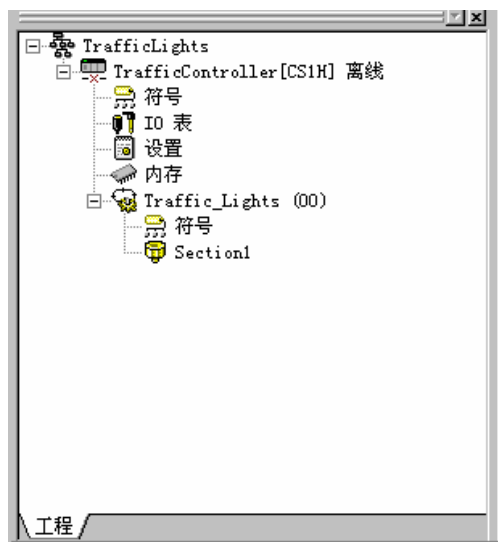 TrafficLights
TrafficController[CS1H] 离线
符号
IO 表
设置
内存
Traffic_Lights (00)
符号
Section1
工程